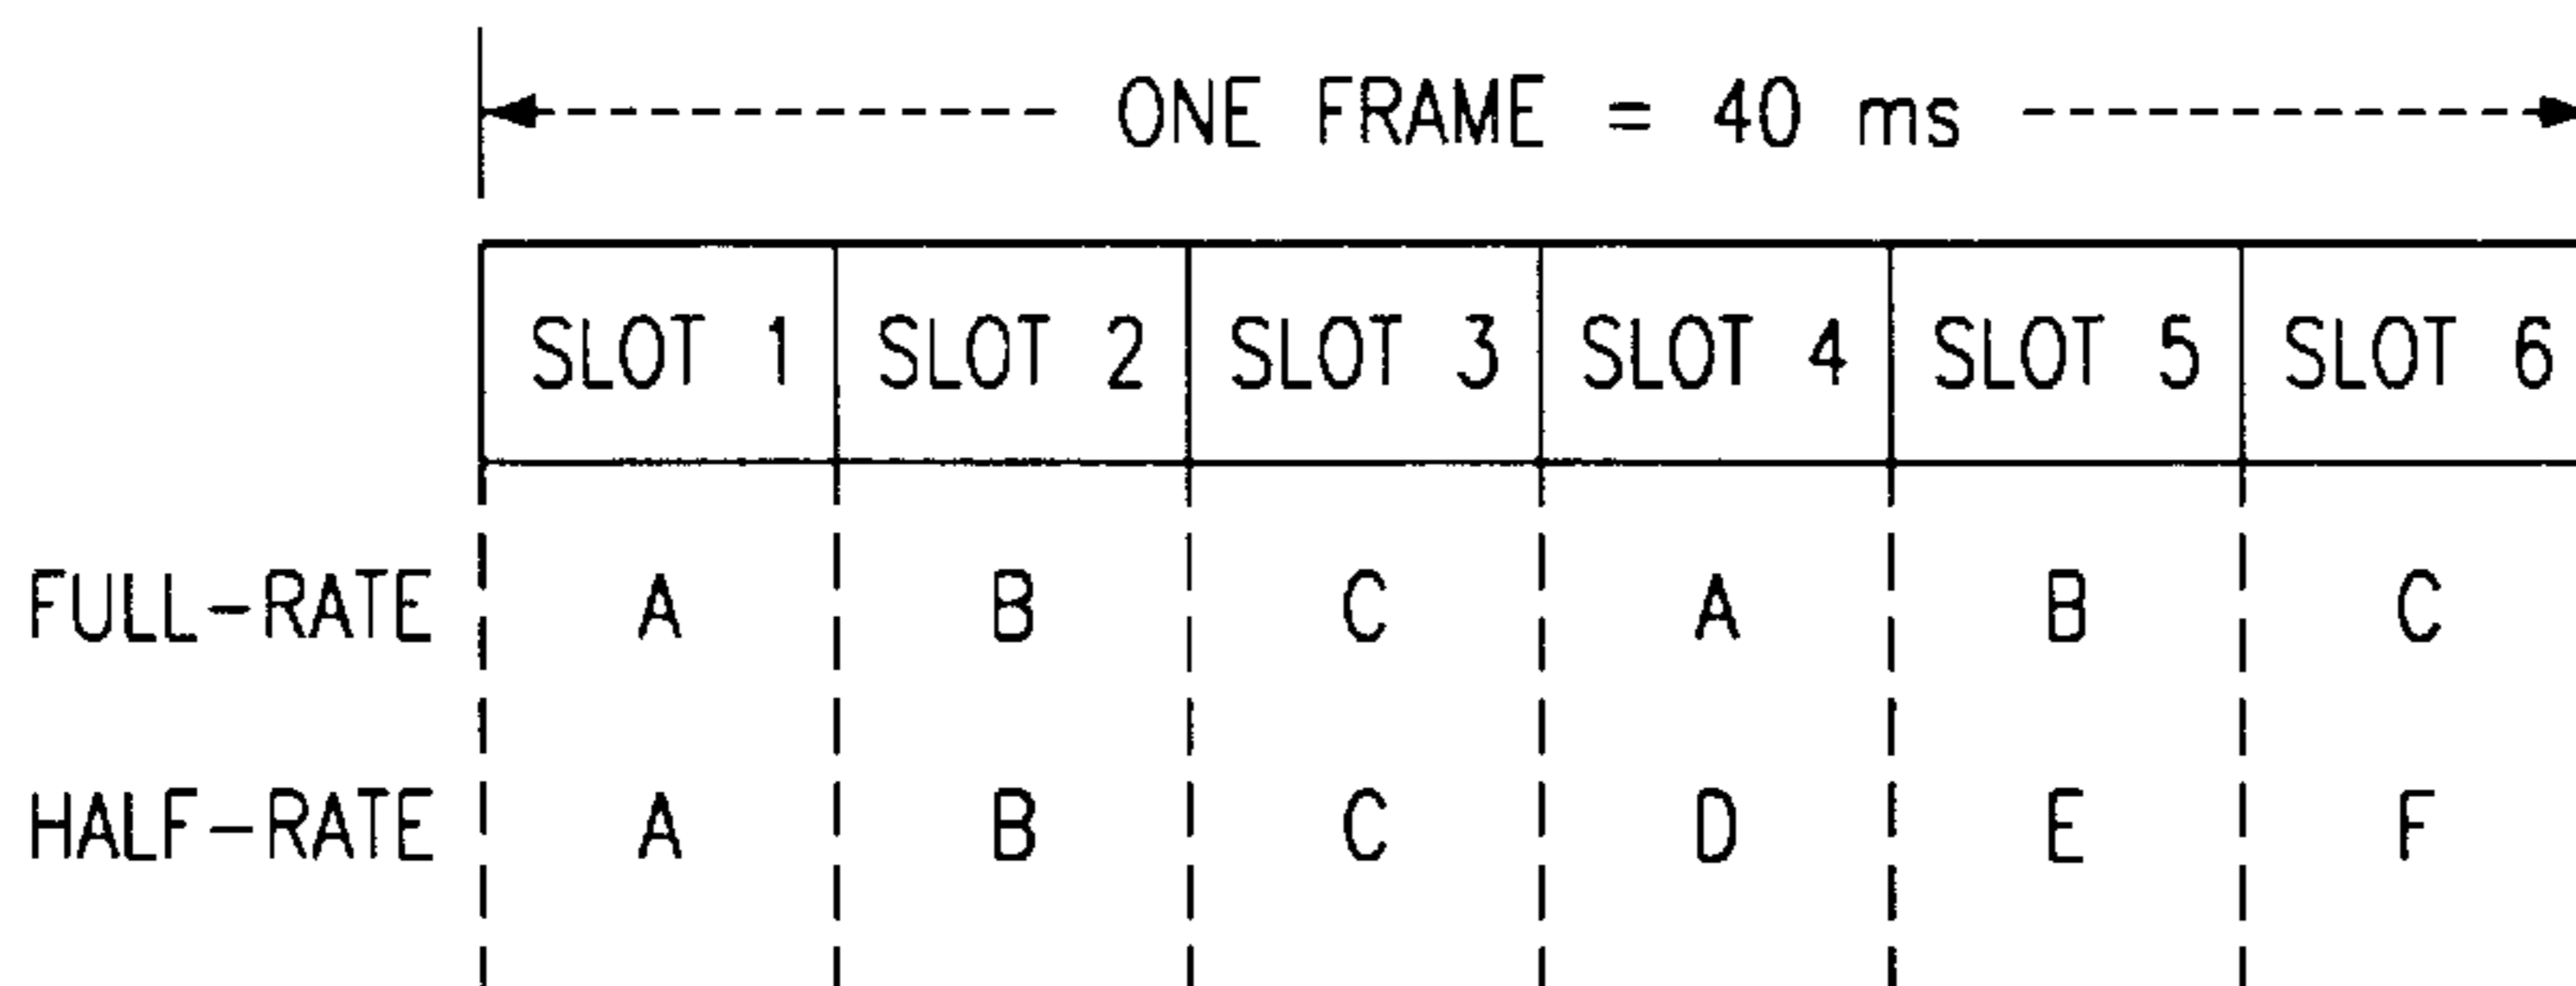 ONE FRAME = 40 ms
SLOT 1 SLOT 2 SLOT 3 SLOT 4 SLOT 5 SLOT 6
FULL-RATE A B C A B C
HALF-RATE A B C D E F